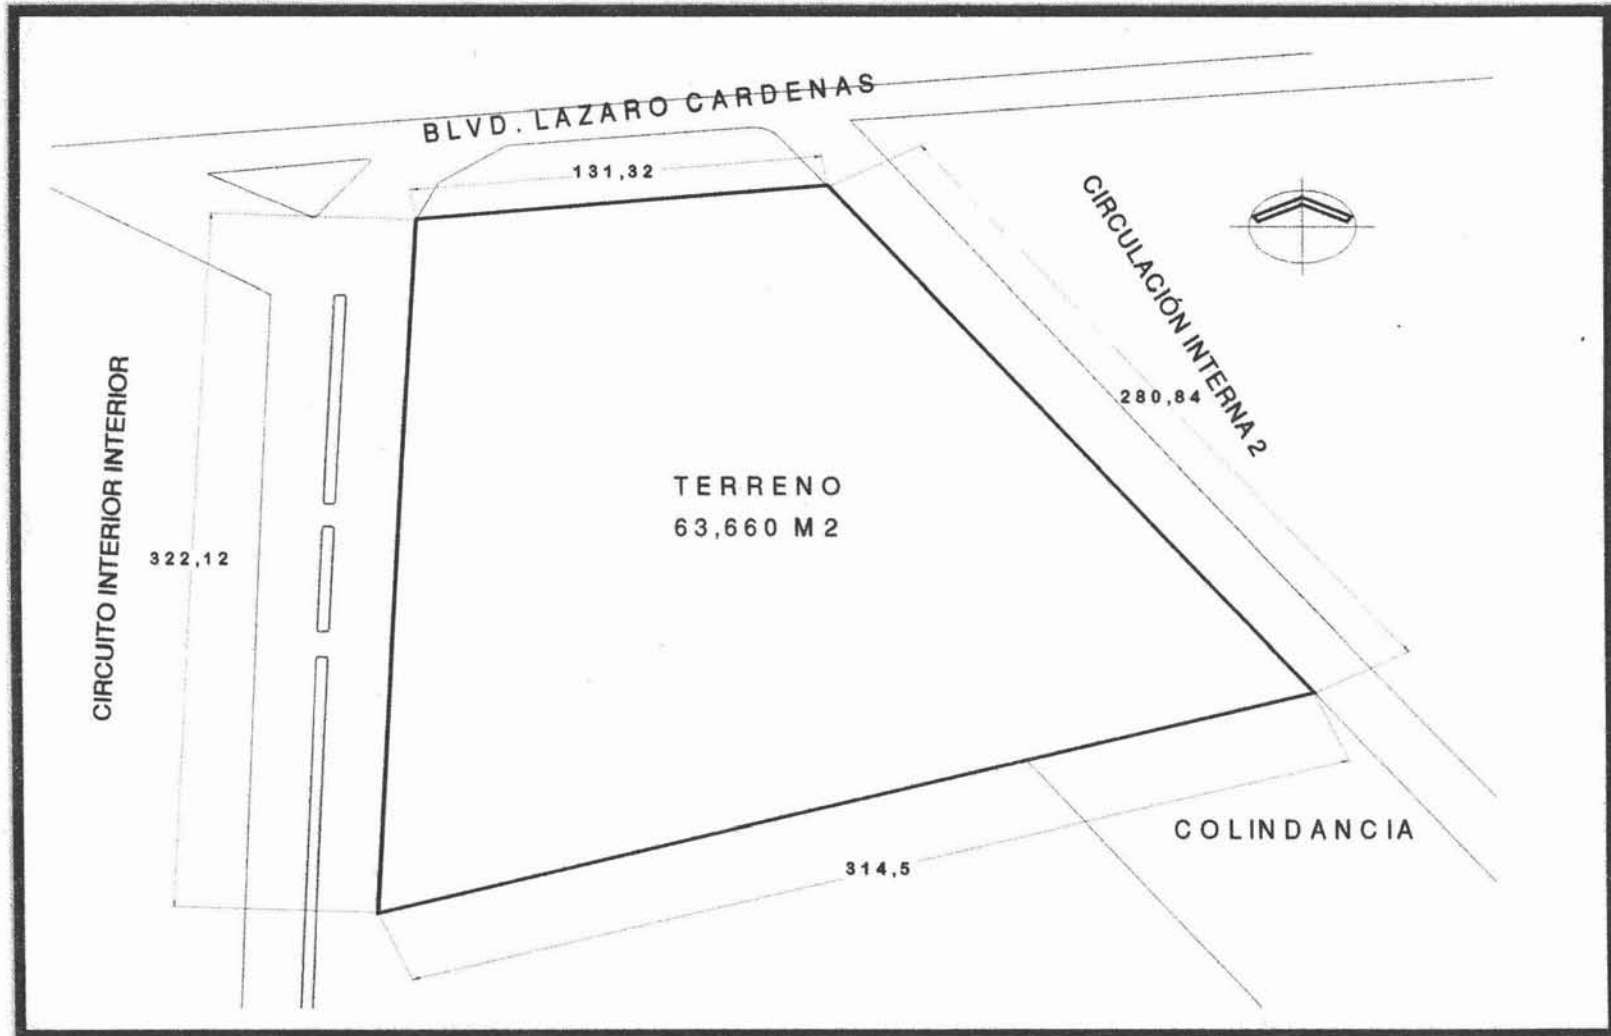 BLVD. LAZARO CARDENAS
131,32
CIRCULACIÓN INTERNA 2
280,84
CIRCUITO INTERIOR INTERIOR
322,12
TERRENO
63,660 M2
COLINDANCIA
314,5